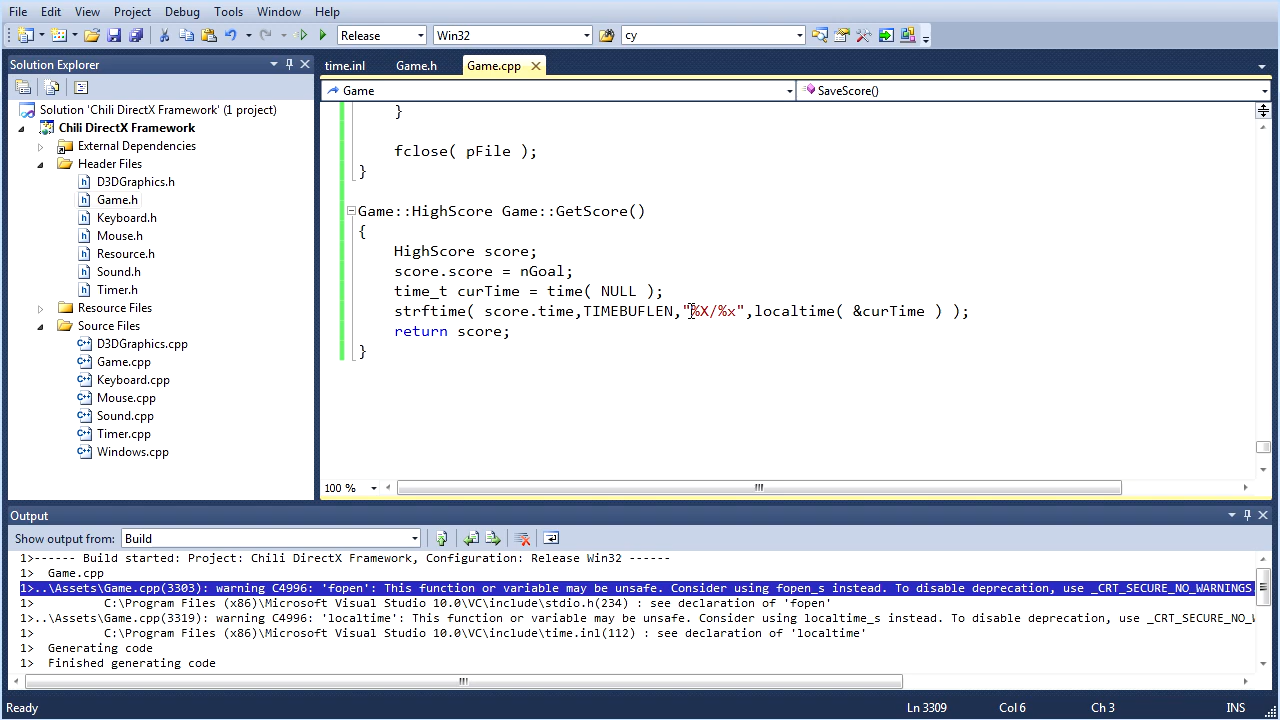 File Edit View Project Debug Tools Window Help
Release Win32 cy
Solution Explorer
time.inl Game.h Game.cpp
Game SaveScore()
Solution 'Chili DirectX Framework' (1 project)
Chili DirectX Framework
External Dependencies
Header Files
D3DGraphics.h
Game.h
Keyboard.h
Mouse.h
Resource.h
Sound.h
Timer.h
Resource Files
Source Files
D3DGraphics.cpp
Game.cpp
Keyboard.cpp
Mouse.cpp
Sound.cpp
Timer.cpp
Windows.cpp
}
fclose( pFile );
}
Game::HighScore Game::GetScore()
{
HighScore score;
score.score = nGoal;
time_t curTime = time( NULL );
strftime( score.time,TIMEBUFLEN,"%X/%x",localtime( &curTime ) );
return score;
}
100 %
Output
Show output from: Build
1>------ Build started: Project: Chili DirectX Framework, Configuration: Release Win32 ------
1> Game.cpp
1>..\Assets\Game.cpp(3303): warning C4996: 'fopen': This function or variable may be unsafe. Consider using fopen_s instead. To disable deprecation, use _CRT_SECURE_NO_WARNINGS.
1> C:\Program Files (x86)\Microsoft Visual Studio 10.0\VC\include\stdio.h(234) : see declaration of 'fopen'
1>..\Assets\Game.cpp(3319): warning C4996: 'localtime': This function or variable may be unsafe. Consider using localtime_s instead. To disable deprecation, use _CRT_SECURE_NO_W
1> C:\Program Files (x86)\Microsoft Visual Studio 10.0\VC\include\time.inl(112) : see declaration of 'localtime'
1> Generating code
1> Finished generating code
Ready Ln 3309 Col 6 Ch 3 INS